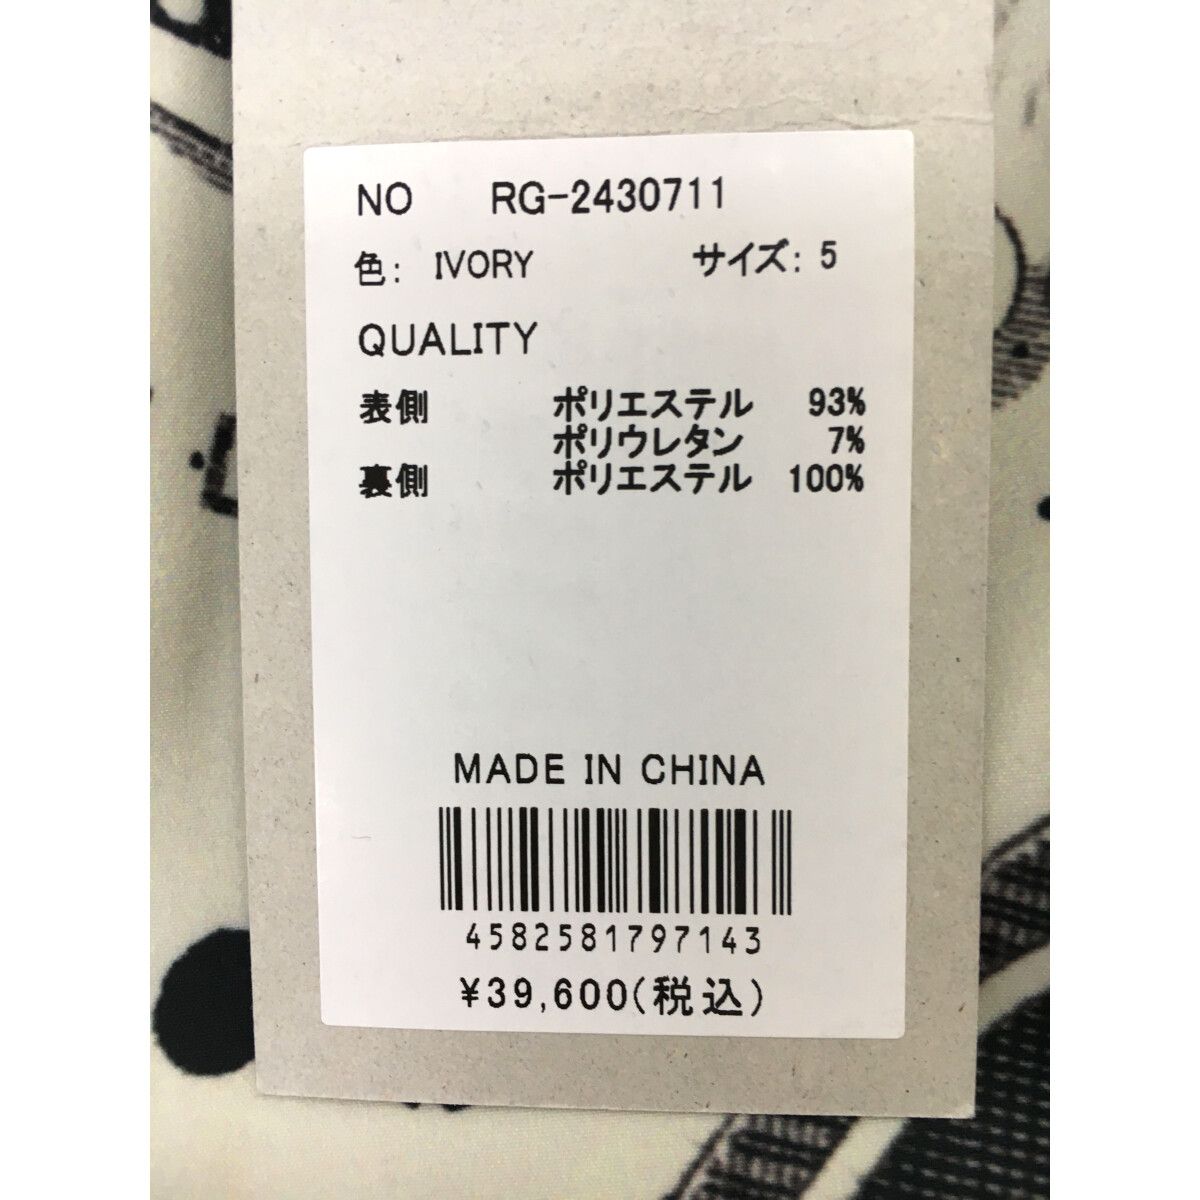 NO RG-2430711
色: IVORY サイズ: 5
QUALITY
表側 ポリエステル 93%
ポリウレタン 7%
裏側 ポリエステル 100%
MADE IN CHINA
4582581797143
¥39,600(税込)